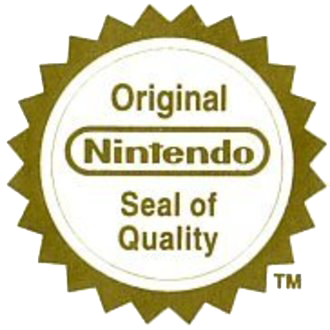 Original
Nintendo
Seal of
Quality
TM